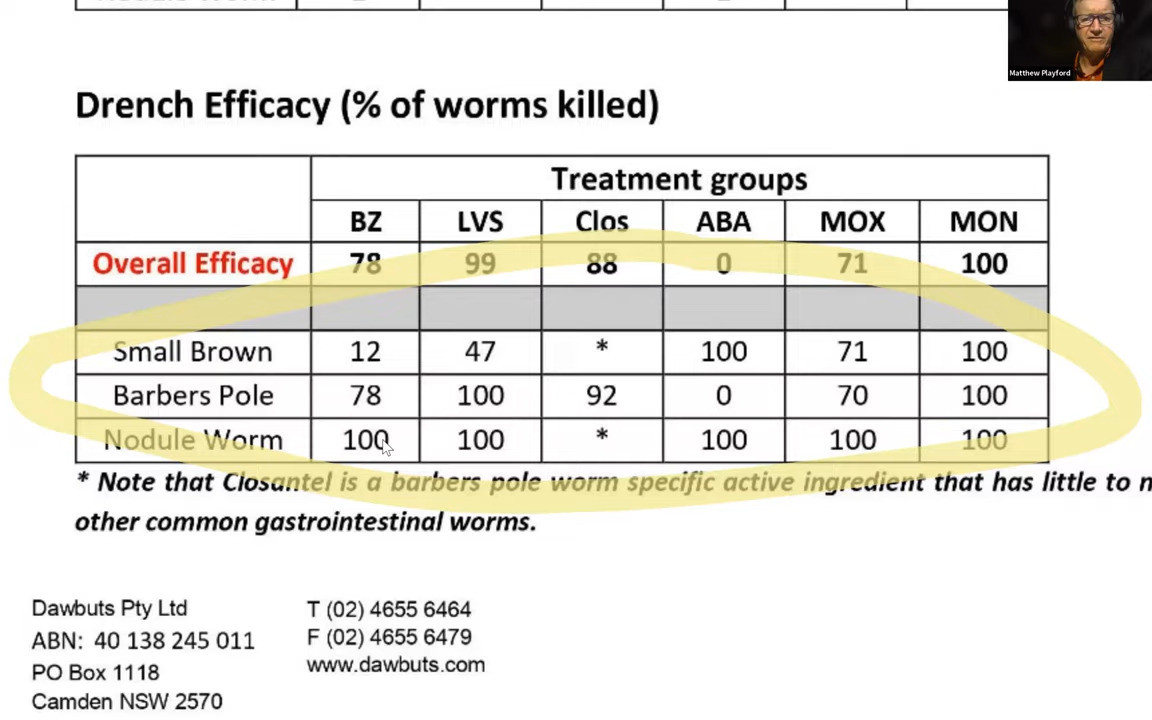 Matthew Playford
Drench Efficacy (% of worms killed)
Treatment groups
BZ LVS Clos ABA MOX MON
Overall Efficacy 78 99 88 0 71 100
Small Brown 12 47 * 100 71 100
Barbers Pole 78 100 92 0 70 100
Nodule Worm 100 100 * 100 100 100
* Note that Closantel is a barbers pole worm specific active ingredient that has little to
other common gastrointestinal worms.
Dawbuts Pty Ltd
ABN: 40 138 245 011
PO Box 1118
Camden NSW 2570
T (02) 4655 6464
F (02) 4655 6479
www.dawbuts.com